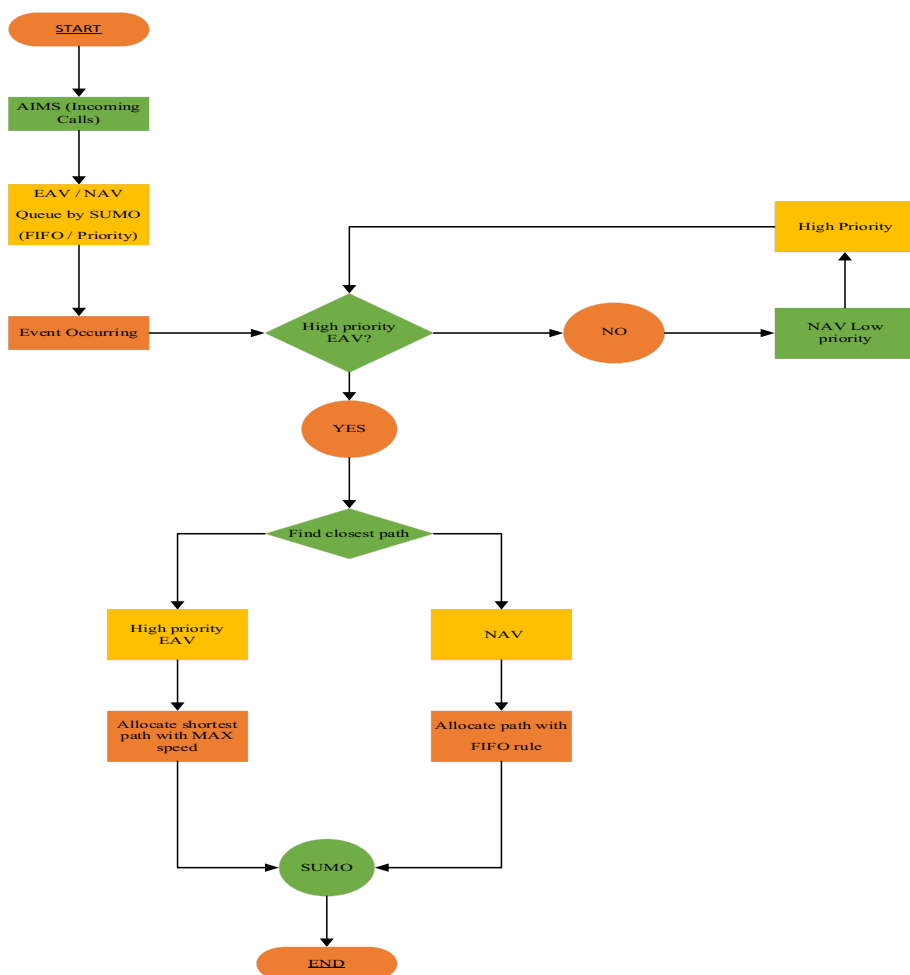 START
AIMS (Incoming
Calls)
EAV / NAV
Queue by SUMO
(FIFO / Priority)
High Priority
Event Occurring
High priority
EAV?
NO
NAV Low
priority
YES
Find closest path
High priority
EAV
NAV
Allocate shortest
path with MAX
speed
Allocate path with
FIFO rule
SUMO
END